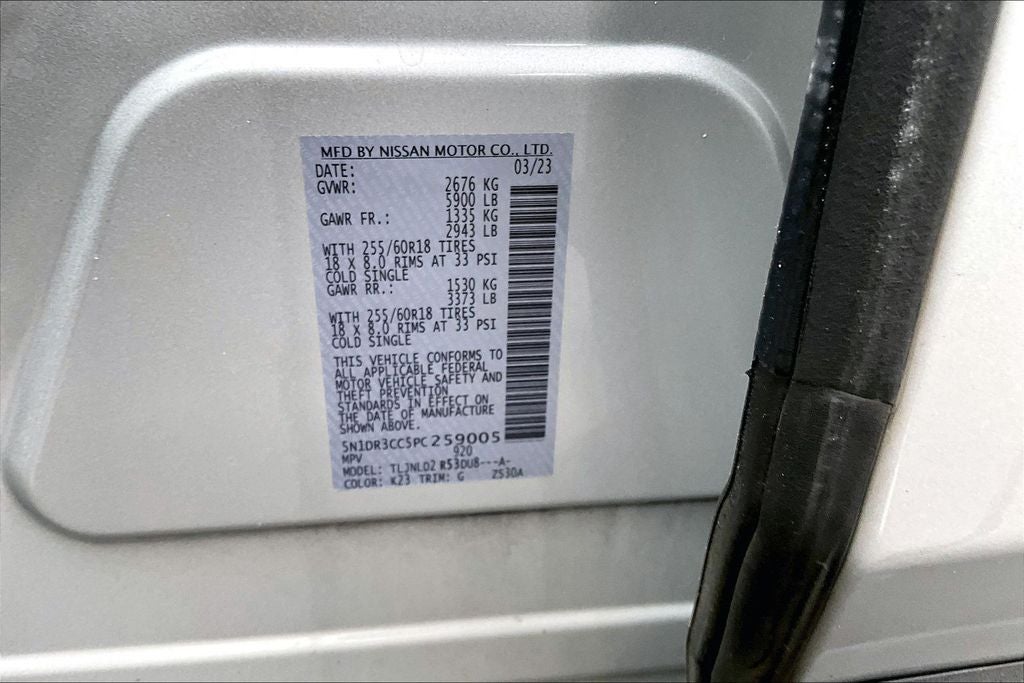 MFD BY NISSAN MOTOR CO., LTD.
DATE: 03/23
GVWR: 2676 KG
5900 LB
GAWR FR.: 1335 KG
2943 LB
WITH 255/60R18 TIRES
18 X 8.0 RIMS AT 33 PSI
COLD SINGLE
GAWR RR.: 1530 KG
3373 LB
WITH 255/60R18 TIRES
18 X 8.0 RIMS AT 33 PSI
COLD SINGLE
THIS VEHICLE CONFORMS TO
ALL APPLICABLE FEDERAL
MOTOR VEHICLE SAFETY AND
THEFT PREVENTION
STANDARDS IN EFFECT ON
THE DATE OF MANUFACTURE
SHOWN ABOVE.
5N1DR3CC5PC259005
MPV 920
MODEL: TLJNLD2 R53DU8---A-
COLOR: K23 TRIM: G Z530A